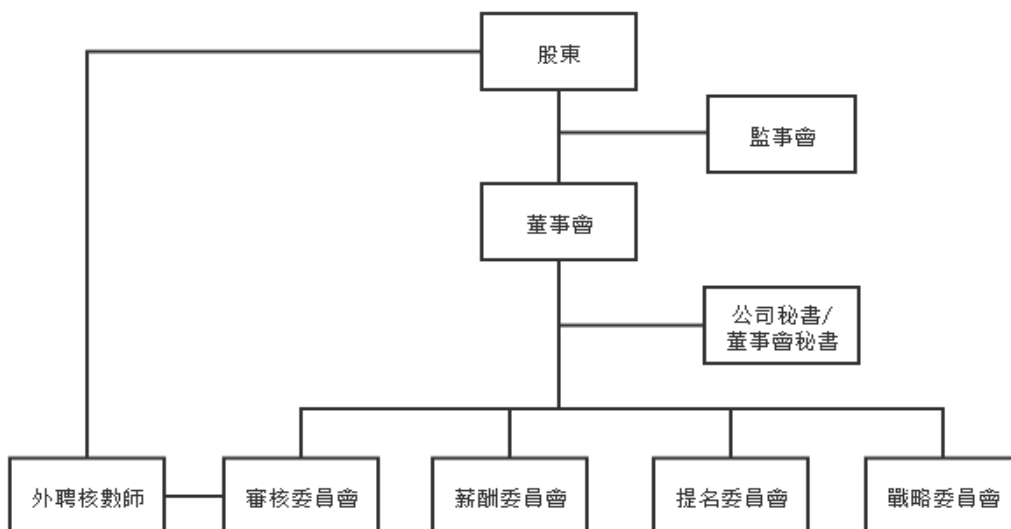 股東
監事會
董事會
公司秘書/
董事會秘書
外聘核數師
審核委員會
薪酬委員會
提名委員會
戰略委員會